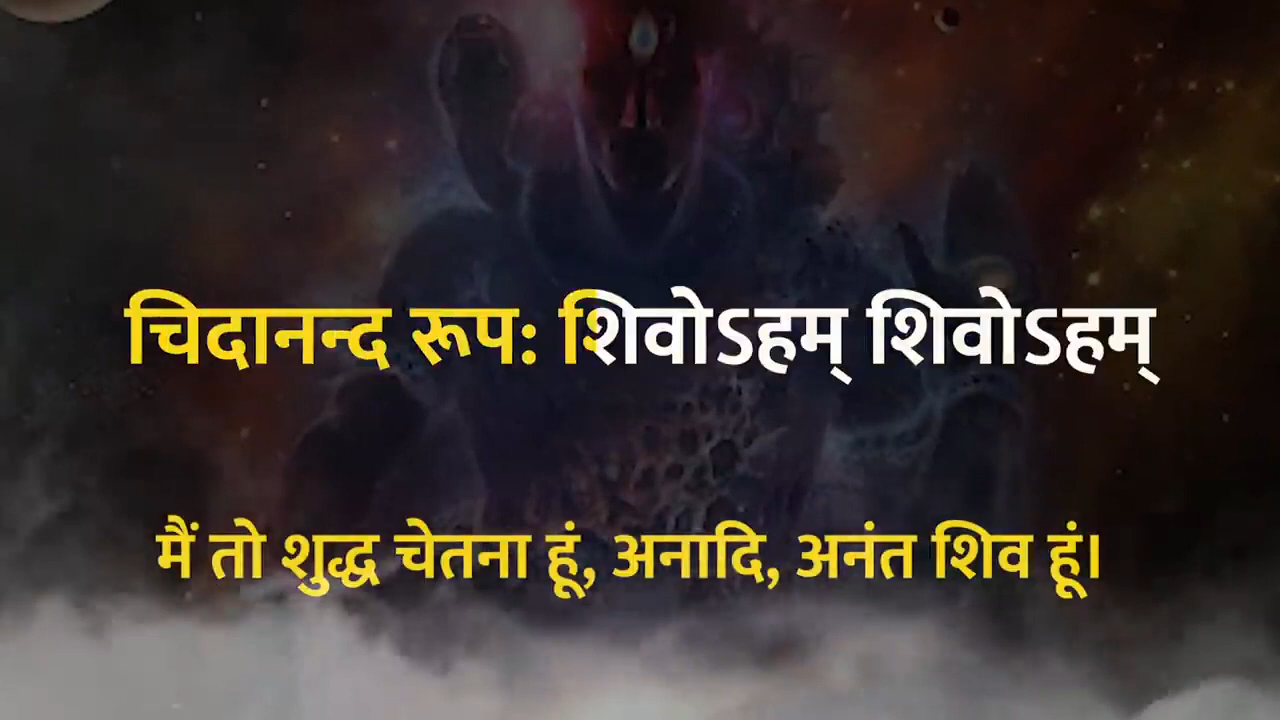 चिदानन्द रूप: शिवोऽहम् शिवोऽहम्
मैं तो शुद्ध चेतना हूं, अनादि, अनंत शिव हूं।